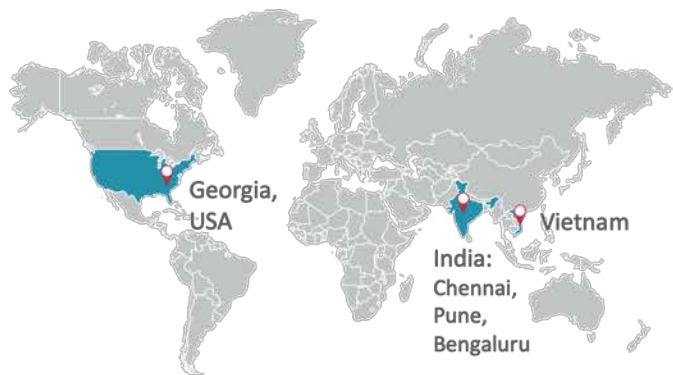 Georgia,
USA
Vietnam
India:
Chennai,
Pune,
Bengaluru